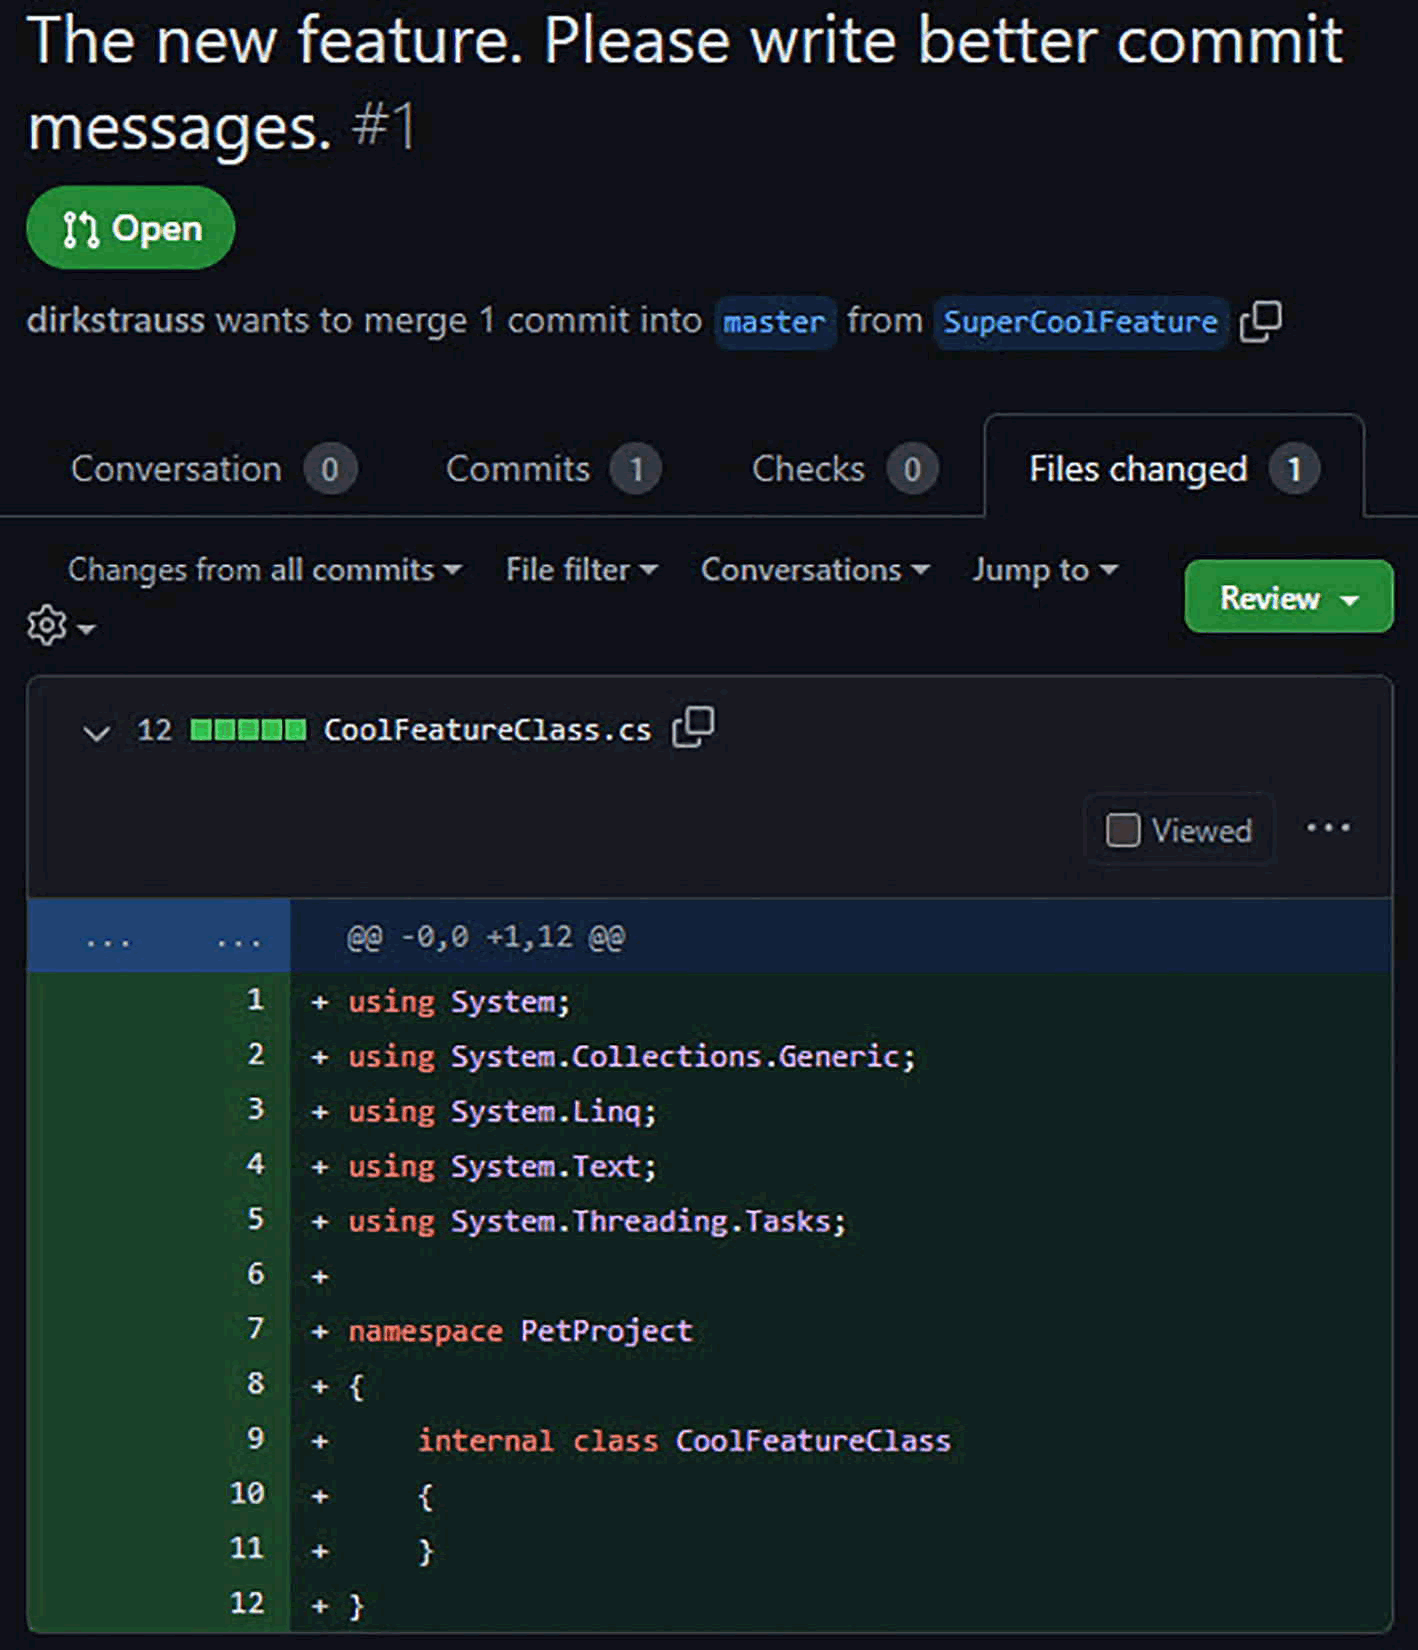 The new feature. Please write better commit
messages. #1
Open
dirkstrauss wants to merge 1 commit into master from SuperCoolFeature
Conversation 0 Commits 1 Checks 0 Files changed 1
Changes from all commits File filter Conversations Jump to Review
12 CoolFeatureClass.cs
Viewed ...
... ... @@ -0,0 +1,12 @@
1 + using System;
2 + using System.Collections.Generic;
3 + using System.Linq;
4 + using System.Text;
5 + using System.Threading.Tasks;
6 +
7 + namespace PetProject
8 + {
9 +     internal class CoolFeatureClass
10 +     {
11 +     }
12 + }